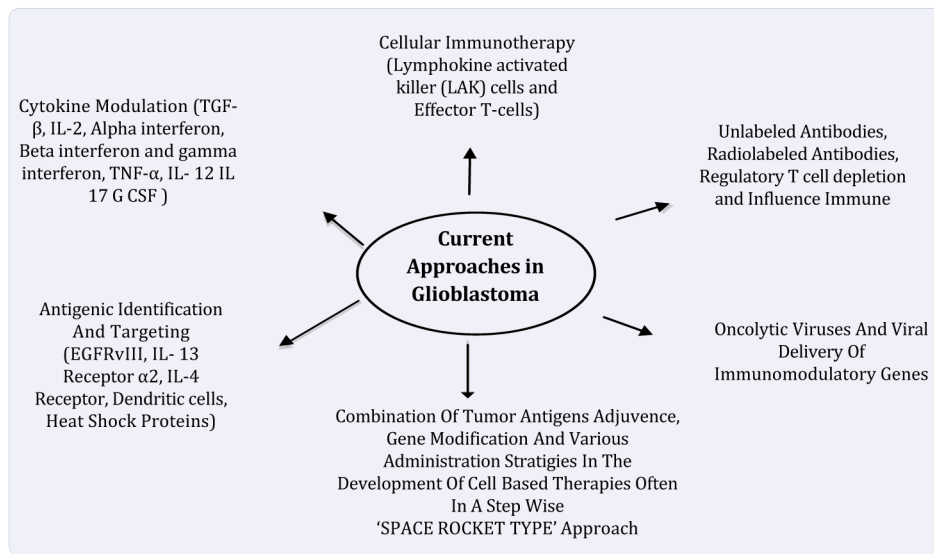 Cellular Immunotherapy
(Lymphokine activated
killer (LAK) cells and
Effector T-cells)
Cytokine Modulation (TGF-
β, IL-2, Alpha interferon,
Beta interferon and gamma
interferon, TNF-α, IL- 12 IL
17 G CSF )
Unlabeled Antibodies,
Radiolabeled Antibodies,
Regulatory T cell depletion
and Influence Immune
Current
Approaches in
Glioblastoma
Antigenic Identification
And Targeting
(EGFRvIII, IL- 13
Receptor α2, IL-4
Receptor, Dendritic cells,
Heat Shock Proteins)
Oncolytic Viruses And Viral
Delivery Of
Immunomodulatory Genes
Combination Of Tumor Antigens Adjuvence,
Gene Modification And Various
Administration Stratigies In The
Development Of Cell Based Therapies Often
In A Step Wise
‘SPACE ROCKET TYPE’ Approach